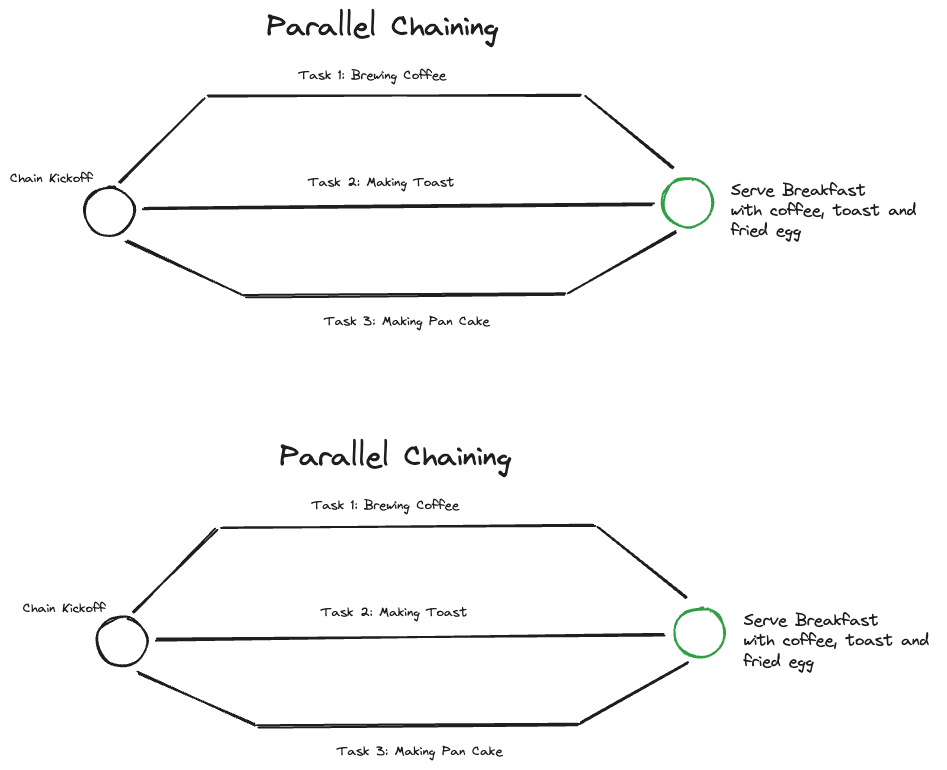 Parallel Chaining
Task 1: Brewing Coffee
Chain Kickoff
Task 2: Making Toast
Serve Breakfast
with coffee, toast and
fried egg
Task 3: Making Pan Cake
Parallel Chaining
Task 1: Brewing Coffee
Chain Kickoff
Task 2: Making Toast
Serve Breakfast
with coffee, toast and
fried egg
Task 3: Making Pan Cake